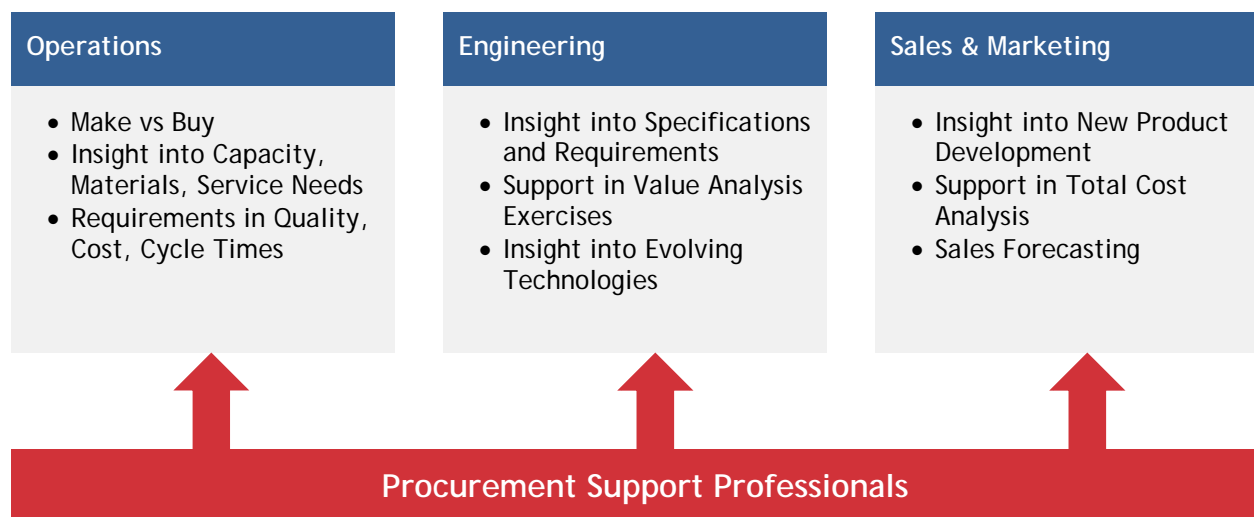 Operations
• Make vs Buy
• Insight into Capacity,
Materials, Service Needs
• Requirements in Quality,
Cost, Cycle Times
Engineering
• Insight into Specifications
and Requirements
• Support in Value Analysis
Exercises
• Insight into Evolving
Technologies
Sales & Marketing
• Insight into New Product
Development
• Support in Total Cost
Analysis
• Sales Forecasting
Procurement Support Professionals